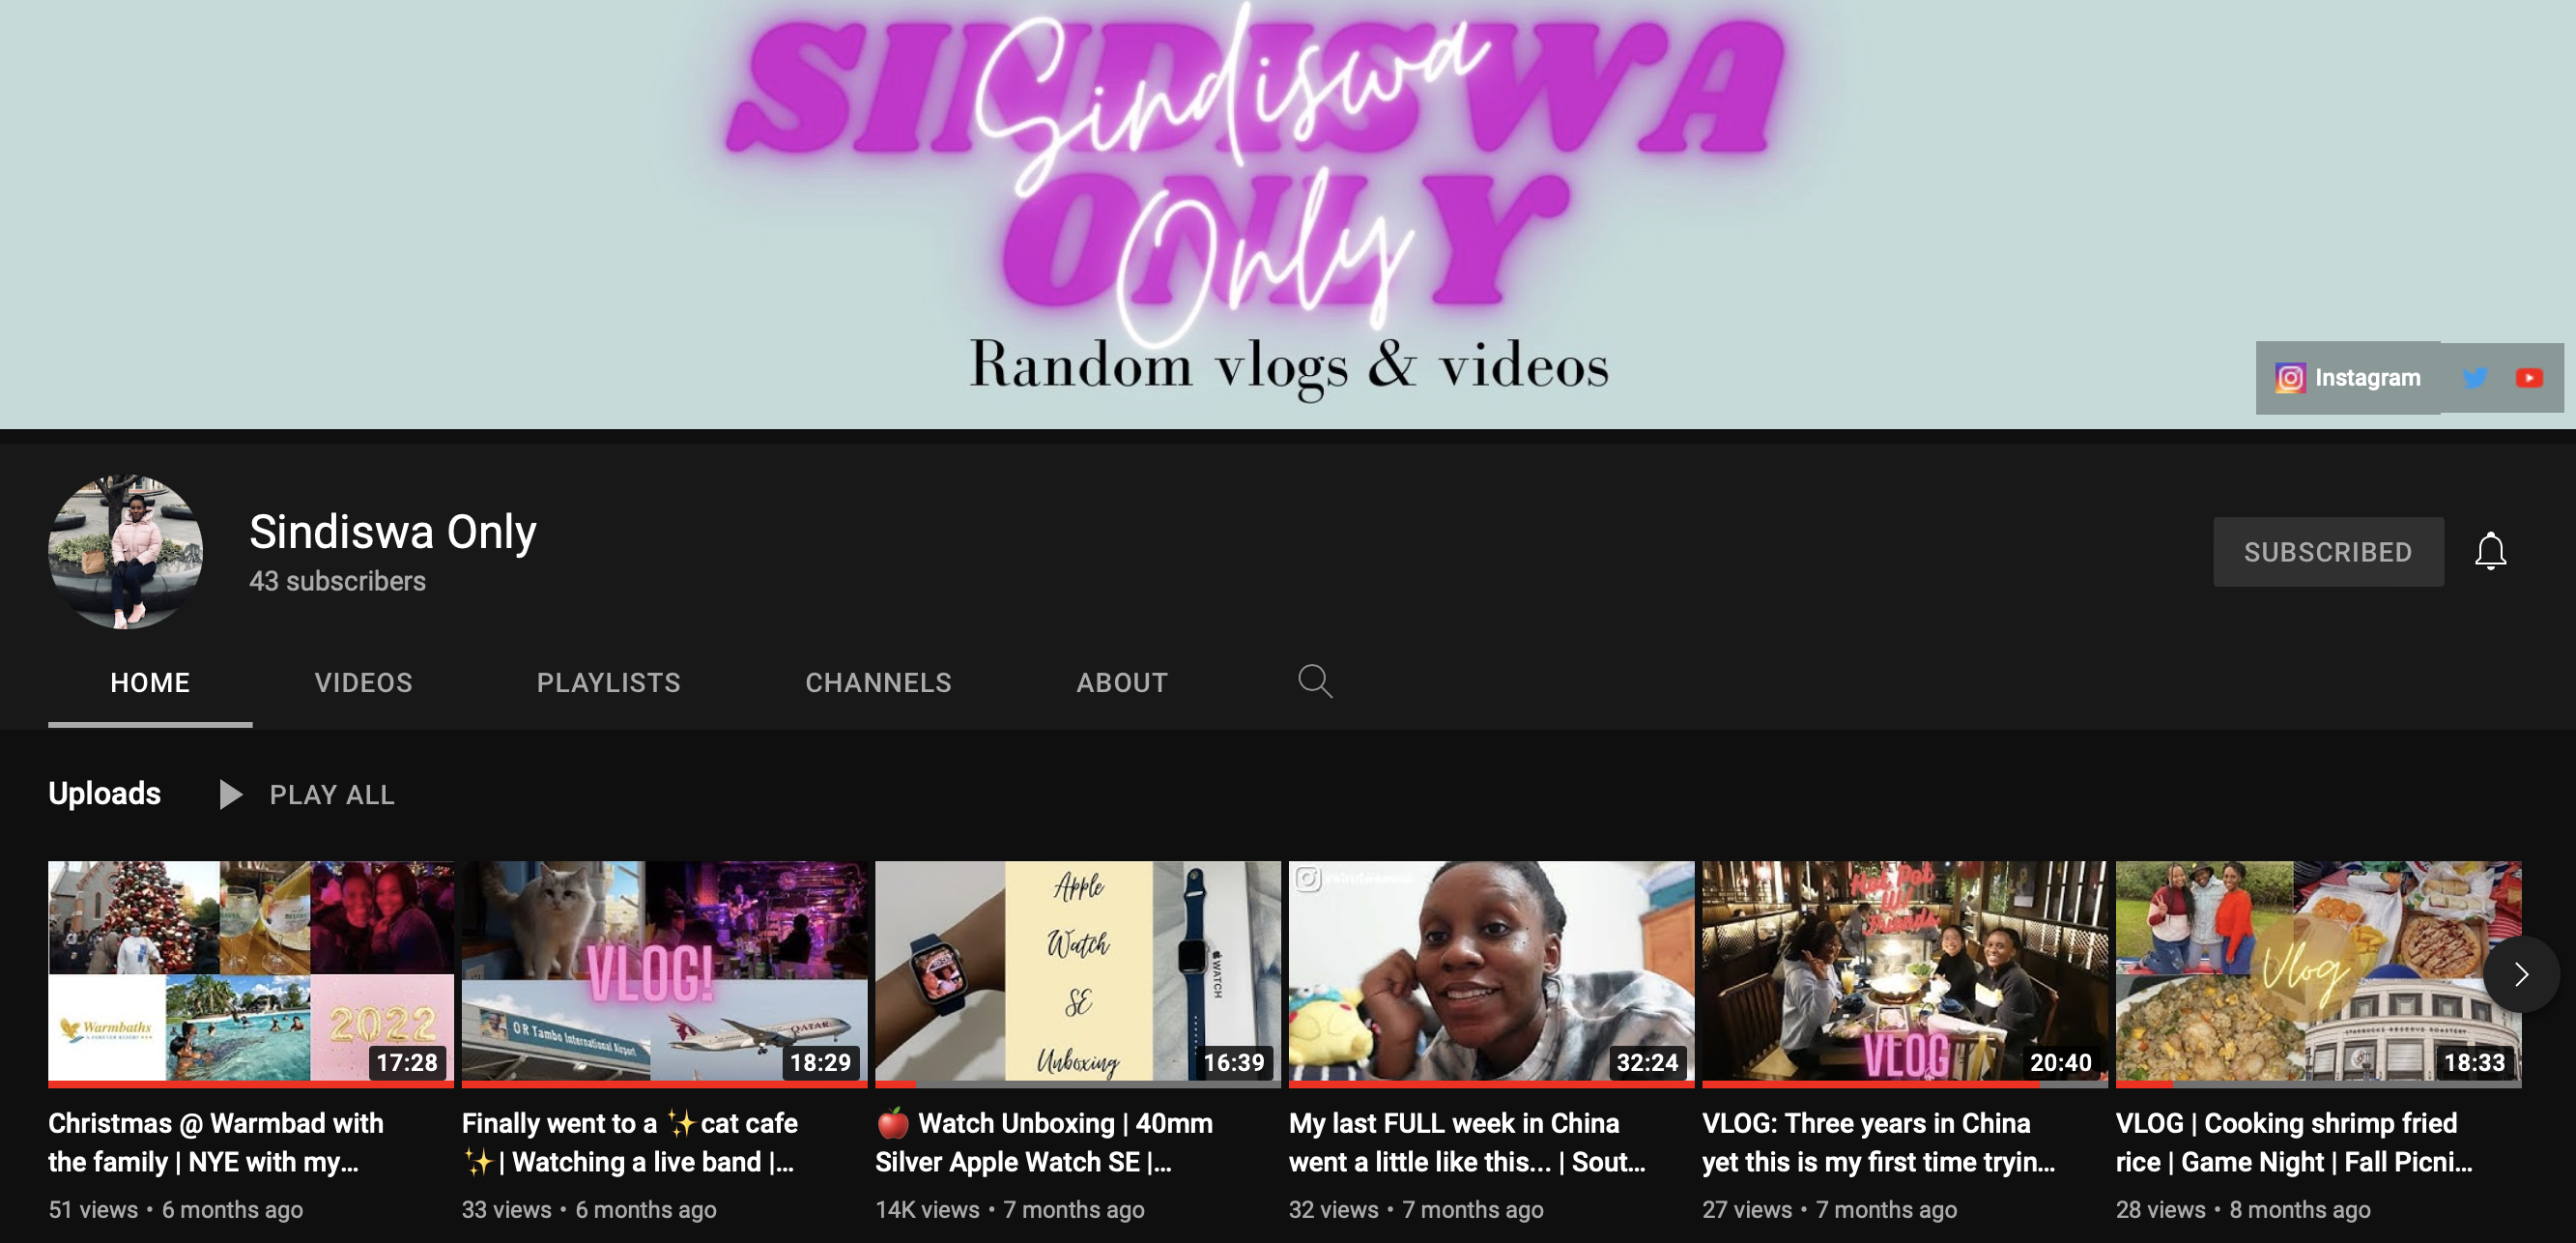 SINDISWA
Sindiswa
ONLY
Only
Random vlogs & videos
Instagram
Sindiswa Only
43 subscribers
SUBSCRIBED
HOME VIDEOS PLAYLISTS CHANNELS ABOUT
Uploads PLAY ALL
Warmbaths
2022
17:28
VLOG!
O R Tambo International Airport
QATAR
18:29
Apple
Watch
SE
Unboxing
WATCH
16:39
32:24
Hot Pot
W/
Friends
VLOG
20:40
Vlog
STARBUCKS RESERVE ROASTERY
18:33
Christmas @ Warmbad with
the family | NYE with my...
51 views • 6 months ago
Finally went to a ✨cat cafe
✨| Watching a live band |...
33 views • 6 months ago
🍎 Watch Unboxing | 40mm
Silver Apple Watch SE |...
14K views • 7 months ago
My last FULL week in China
went a little like this... | Sout...
32 views • 7 months ago
VLOG: Three years in China
yet this is my first time tryin...
27 views • 7 months ago
VLOG | Cooking shrimp fried
rice | Game Night | Fall Picni...
28 views • 8 months ago